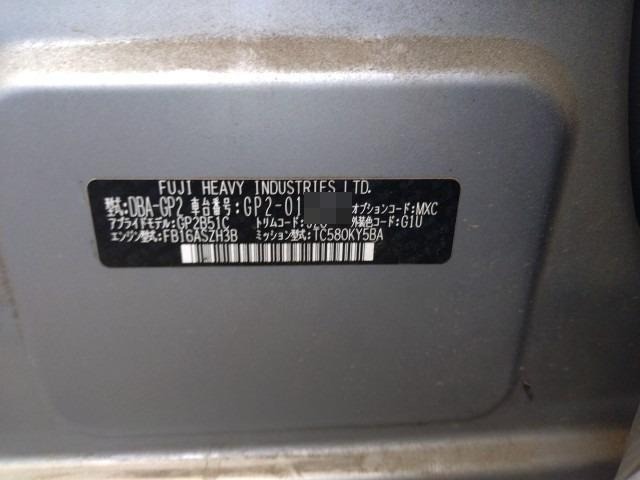 FUJI HEAVY INDUSTRIES LTD.
型式:DBA-GP2 車台番号:GP2-01
アプライドモデル:GP2B51C トリムコード: オプションコード:MXC
エンジン型式:FB16ASZH3B ミッション型式:TC580KY5BA 外装色コード:G1U